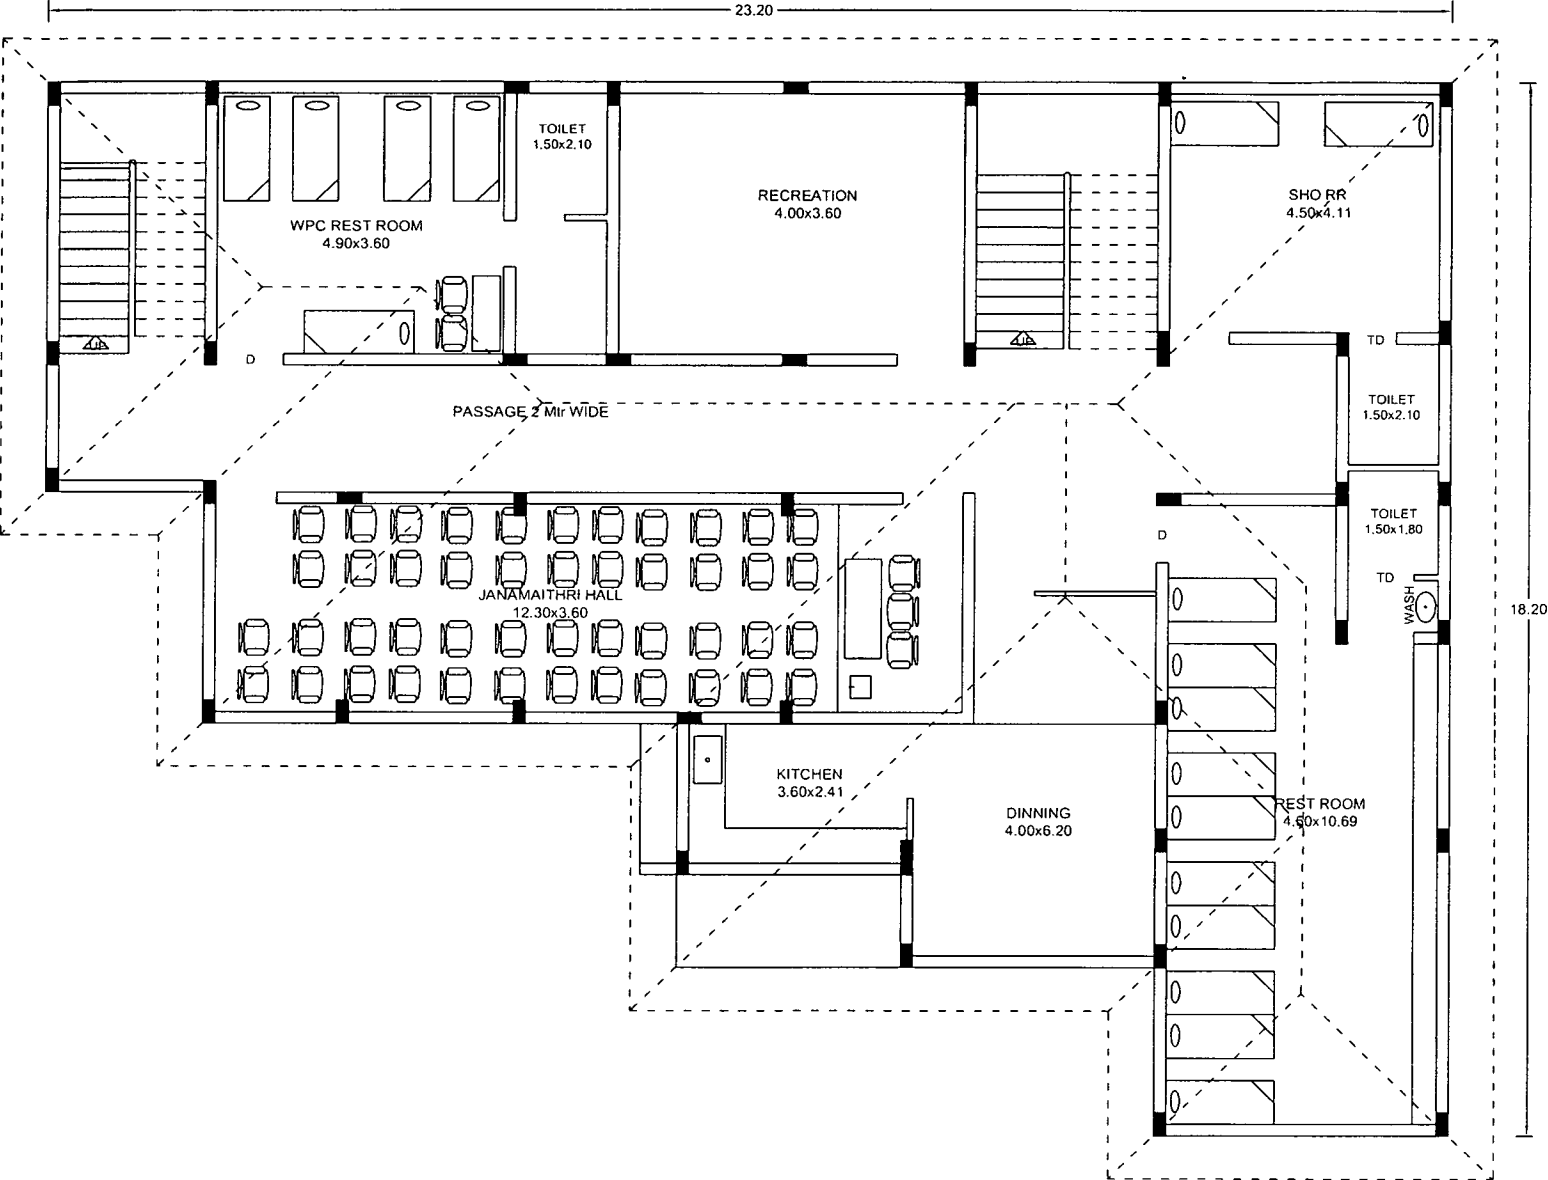 23.20
TOILET
1.50x2.10
RECREATION
4.00x3.60
SHO RR
4.50x4.11
WPC REST ROOM
4.90x3.60
UP
UP
D
TD
PASSAGE 2 Mtr WIDE
TOILET
1.50x2.10
TOILET
1.50x1.80
D
TD
WASH
JANAMAITHRI HALL
12.30x3.60
18.20
KITCHEN
3.60x2.41
DINNING
4.00x6.20
REST ROOM
4.60x10.69